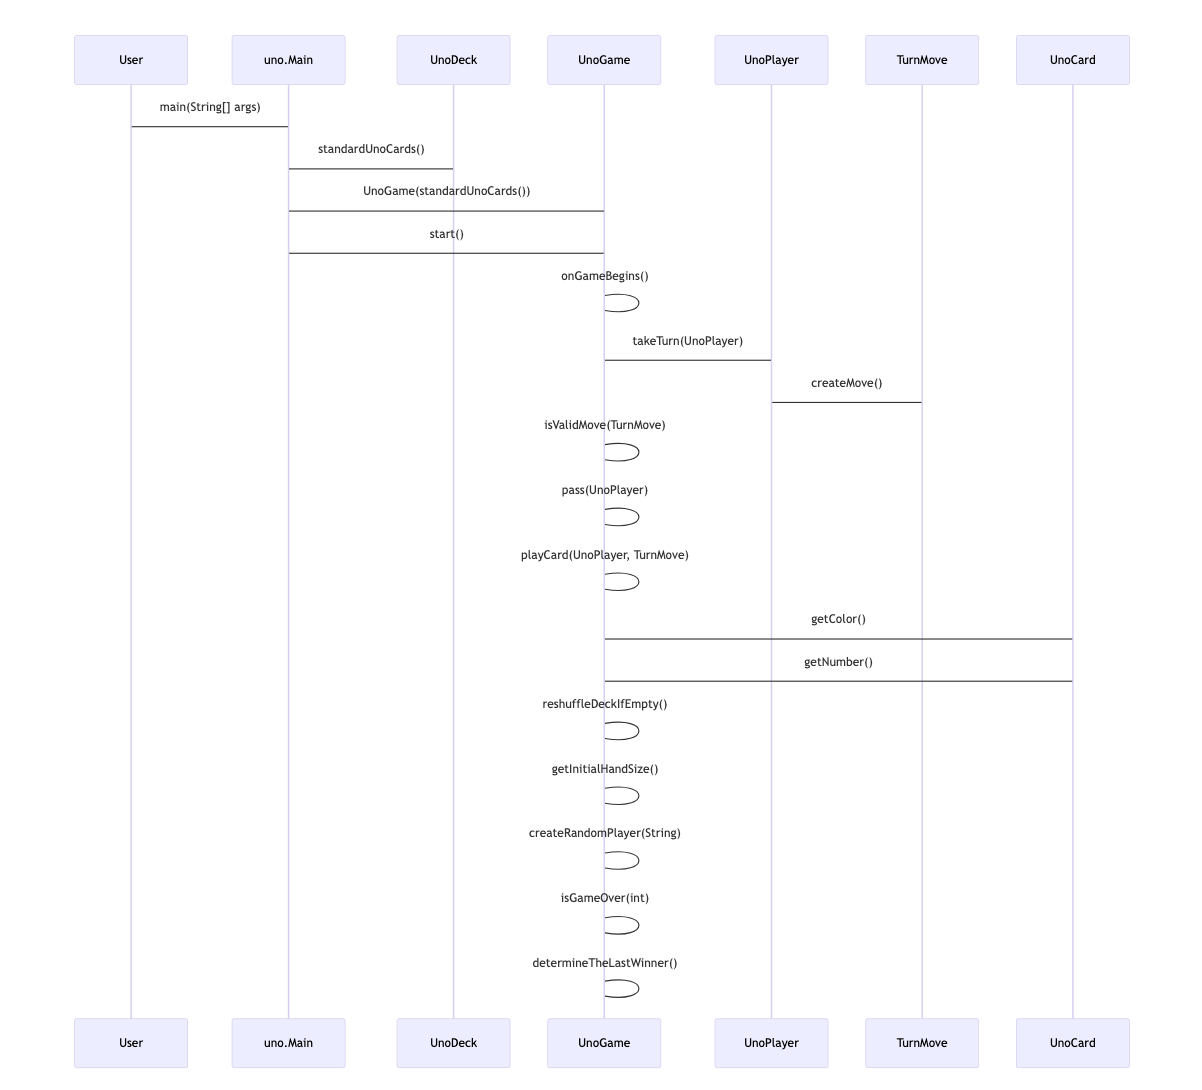 User
uno.Main
UnoDeck
UnoGame
UnoPlayer
TurnMove
UnoCard
main(String[] args)
standardUnoCards()
UnoGame(standardUnoCards())
start()
onGameBegins()
takeTurn(UnoPlayer)
createMove()
isValidMove(TurnMove)
pass(UnoPlayer)
playCard(UnoPlayer, TurnMove)
getColor()
getNumber()
reshuffleDeckIfEmpty()
getInitialHandSize()
createRandomPlayer(String)
isGameOver(int)
determineTheLastWinner()
User
uno.Main
UnoDeck
UnoGame
UnoPlayer
TurnMove
UnoCard